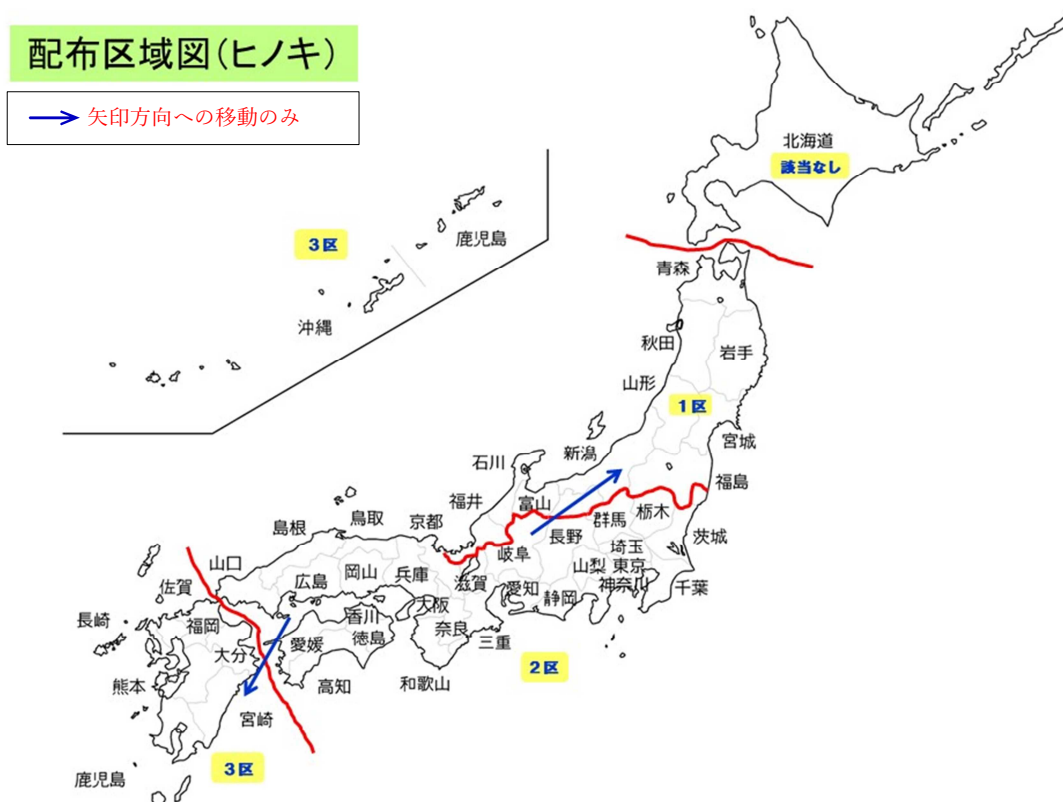 配布区域図(ヒノキ)
矢印方向への移動のみ
北海道
該当なし
3区
鹿児島
沖縄
青森
秋田
岩手
山形
1区
宮城
新潟
石川
福島
福井
富山
群馬
栃木
茨城
長野
岐阜
埼玉
山梨
東京
神奈川
千葉
鳥取
京都
島根
山口
岡山
兵庫
広島
滋賀
愛知
静岡
佐賀
香川
大阪
長崎
福岡
愛媛
徳島
奈良
三重
大分
2区
熊本
高知
和歌山
宮崎
3区
鹿児島